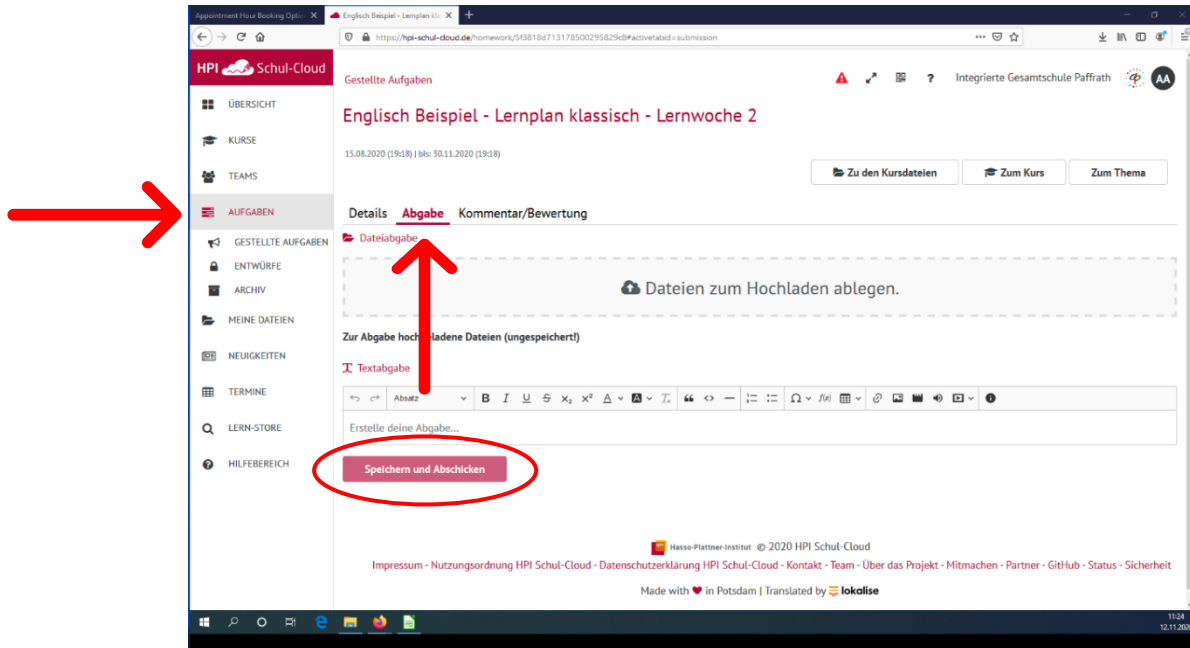 Appointment Hour Booking Optio
Englisch Beispiel - Lernplan kla
https://hpi-schul-cloud.de/homework/5f3818d713178500295829c8#activetabid=submission
HPI Schul-Cloud
Gestellte Aufgaben
? Integrierte Gesamtschule Paffrath AA
ÜBERSICHT
KURSE
TEAMS
AUFGABEN
GESTELLTE AUFGABEN
ENTWÜRFE
ARCHIV
MEINE DATEIEN
NEUIGKEITEN
TERMINE
LERN-STORE
HILFEBEREICH
Englisch Beispiel - Lernplan klassisch - Lernwoche 2
15.08.2020 (19:18) | bis: 30.11.2020 (19:18)
Zu den Kursdateien Zum Kurs Zum Thema
Details Abgabe Kommentar/Bewertung
Dateiabgabe
Dateien zum Hochladen ablegen.
Zur Abgabe hochgeladene Dateien (ungespeichert!)
Textabgabe
Absatz B I U S x₂ x² A A Tx Ω f(x)
Erstelle deine Abgabe...
Speichern und Abschicken
Hasso-Plattner-Institut © 2020 HPI Schul-Cloud
Impressum - Nutzungsordnung HPI Schul-Cloud - Datenschutzerklärung HPI Schul-Cloud - Kontakt - Team - Über das Projekt - Mitmachen - Partner - GitHub - Status - Sicherheit
Made with ♥ in Potsdam | Translated by lokalise
11:24
12.11.2020